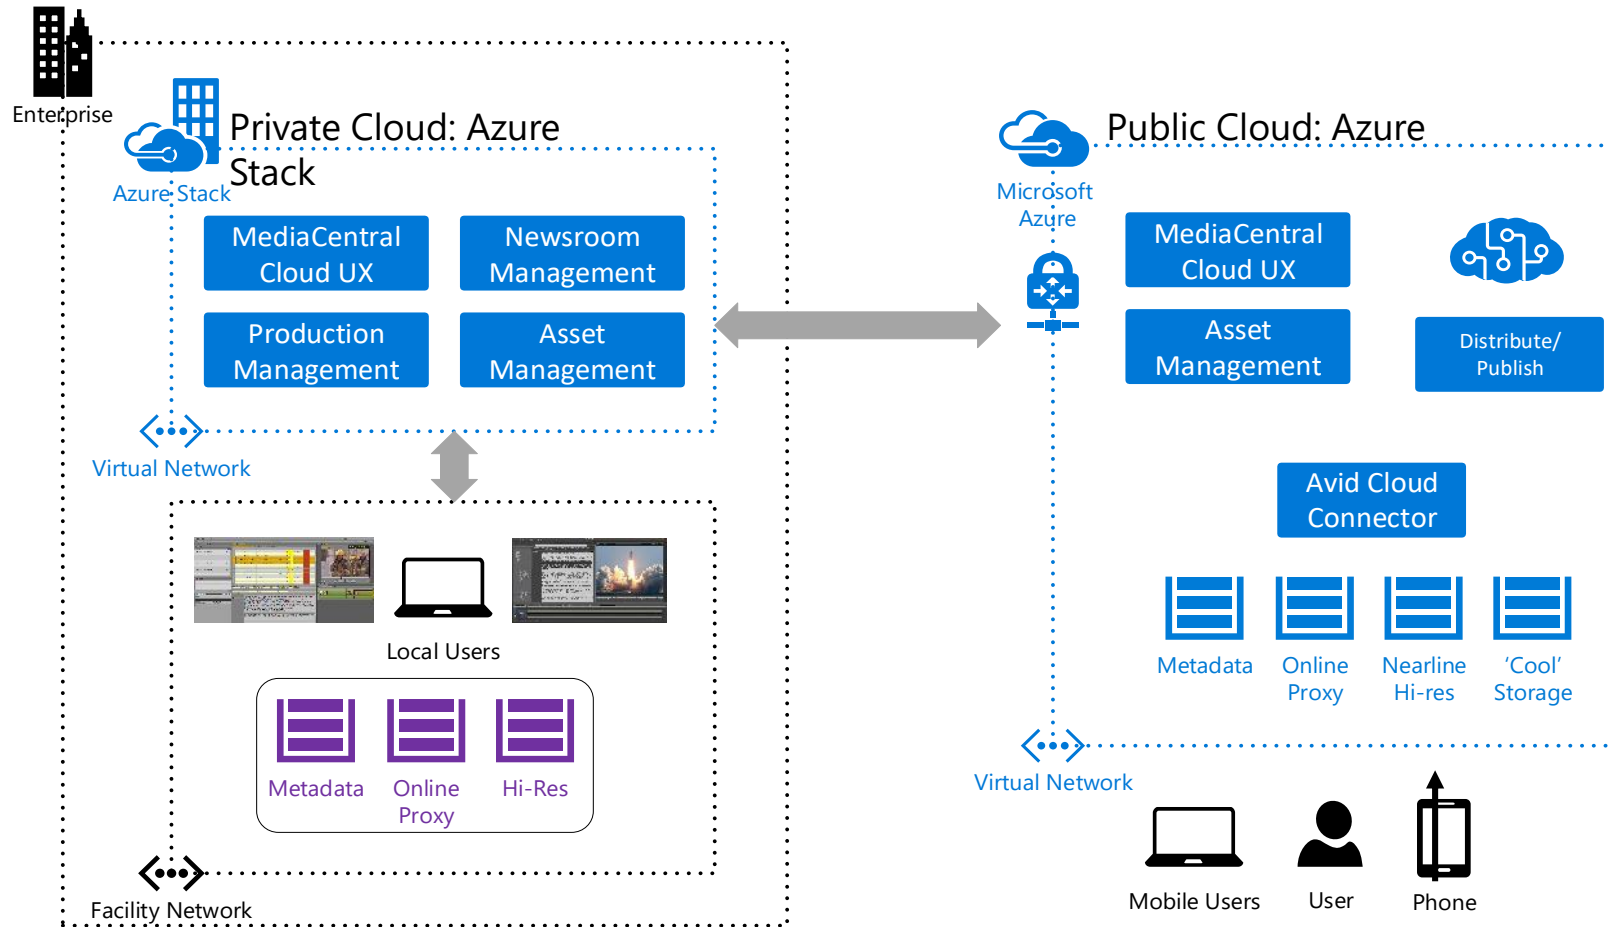 Enterprise
Private Cloud: Azure
Stack
Azure Stack
MediaCentral
Cloud UX
Newsroom
Management
Production
Management
Asset
Management
Virtual Network
Local Users
Metadata
Online
Proxy
Hi-Res
Facility Network
Public Cloud: Azure
Microsoft
Azure
MediaCentral
Cloud UX
Asset
Management
Distribute/
Publish
Avid Cloud
Connector
Metadata
Online
Proxy
Nearline
Hi-res
‘Cool’
Storage
Virtual Network
Mobile Users
User
Phone